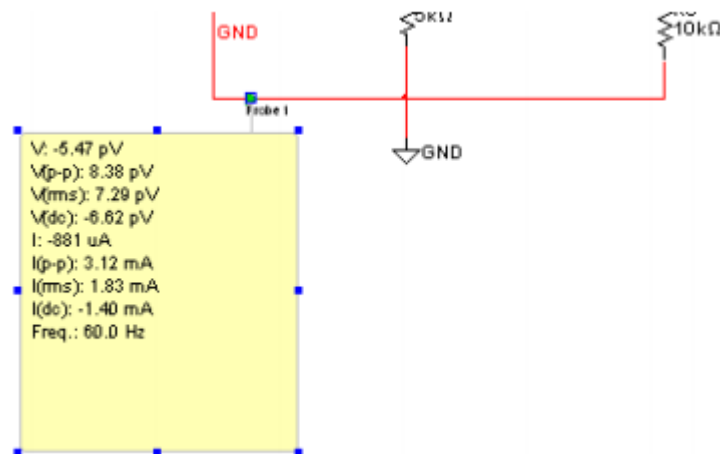 GND
5kΩ
10kΩ
Probe 1
GND
V: -5.47 pV
V(p-p): 8.38 pV
V(rms): 7.29 pV
V(dc): -6.62 pV
I: -881 uA
I(p-p): 3.12 mA
I(rms): 1.83 mA
I(dc): -1.40 mA
Freq.: 60.0 Hz